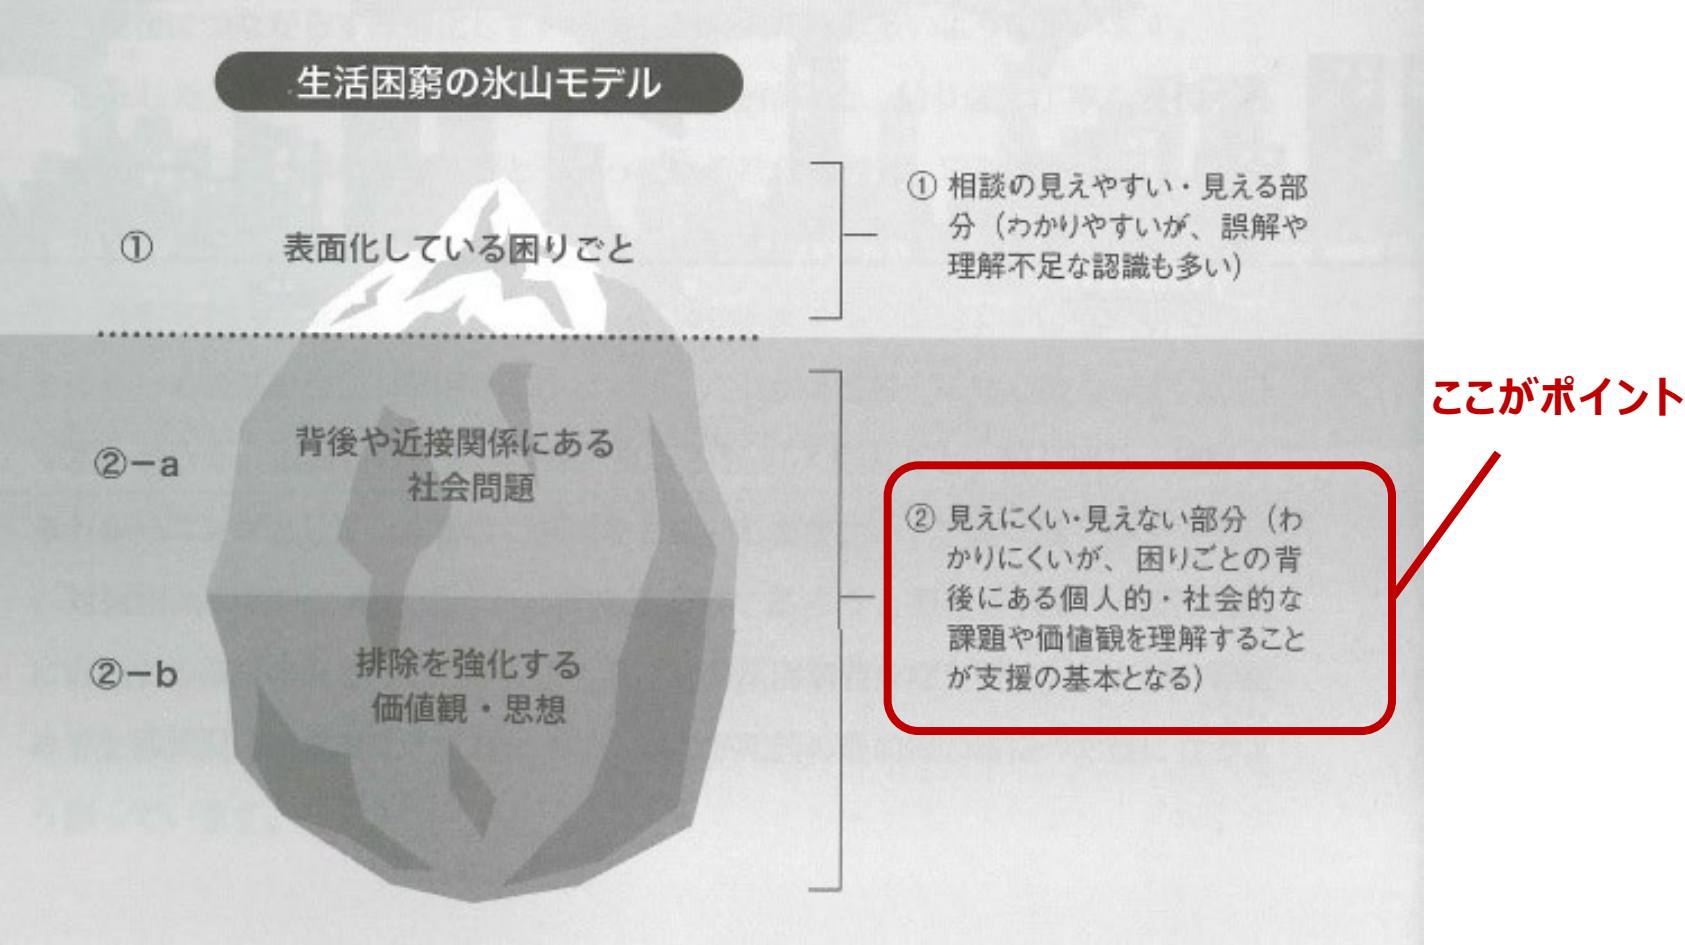 生活困窮の氷山モデル
①
表面化している困りごと
① 相談の見えやすい・見える部
分（わかりやすいが、誤解や
理解不足な認識も多い）
ここがポイント
②－a
背後や近接関係にある
社会問題
② 見えにくい・見えない部分（わ
かりにくいが、困りごとの背
後にある個人的・社会的な
課題や価値観を理解すること
が支援の基本となる）
②－b
排除を強化する
価値観・思想